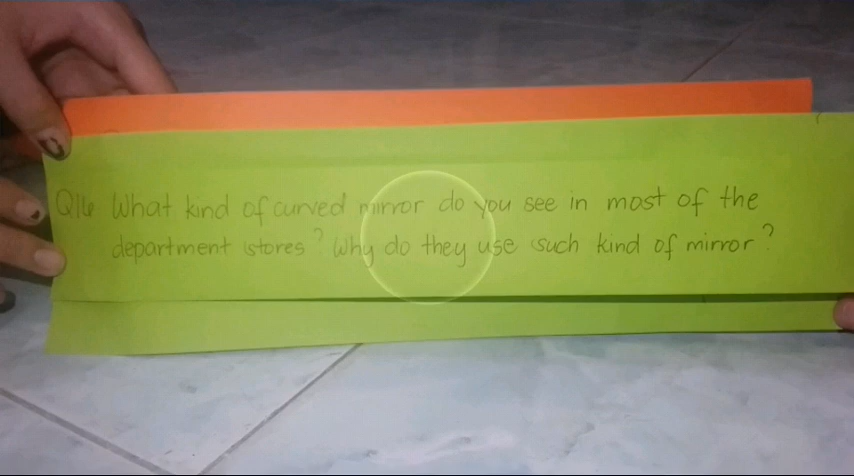 Q16 What kind of curved mirror do you see in most of the
department stores? Why do they use such kind of mirror?